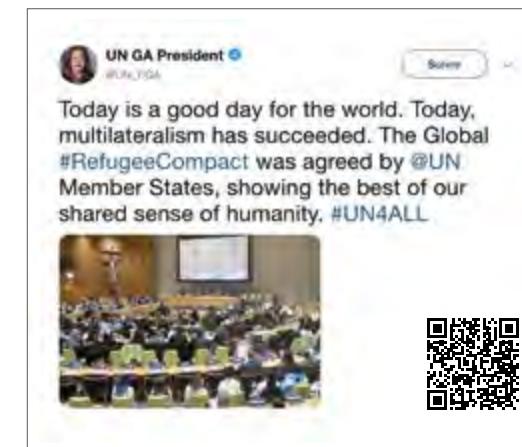 UN GA President
@UN_PGA
Today is a good day for the world. Today,
multilateralism has succeeded. The Global
#RefugeeCompact was agreed by @UN
Member States, showing the best of our
shared sense of humanity. #UN4ALL